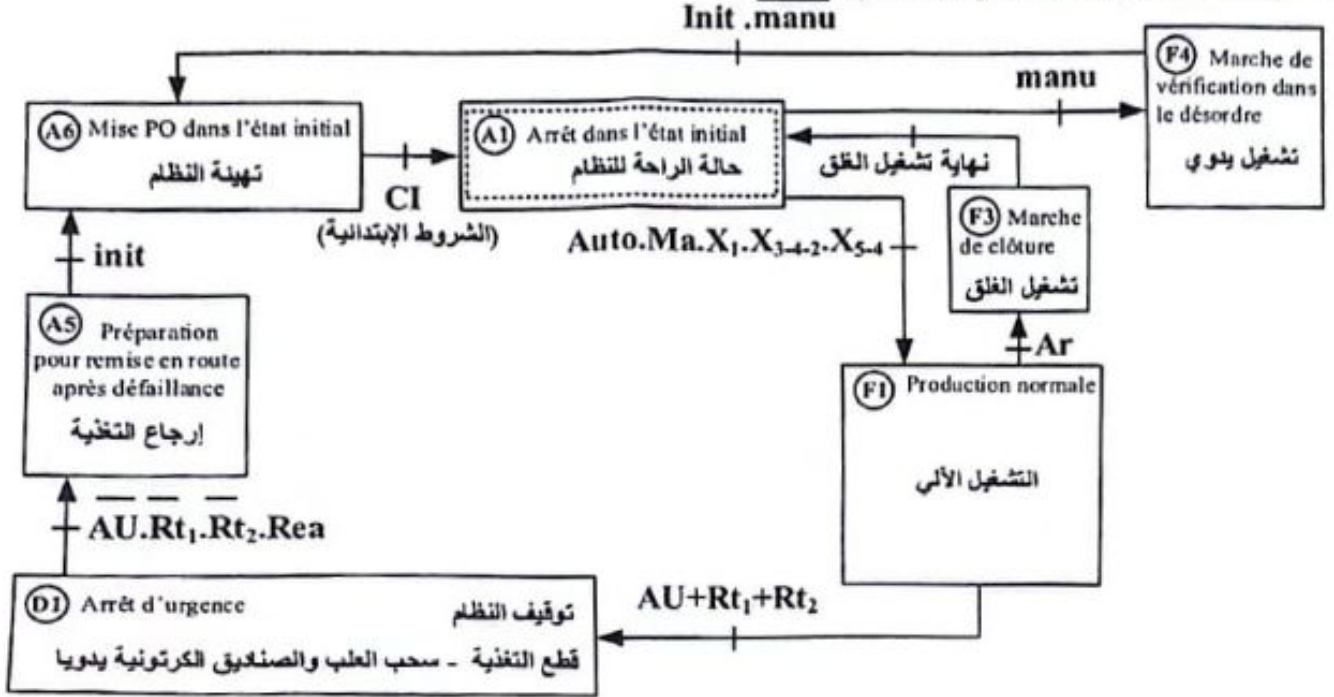 Init .manu
F4 Marche de
vérification dans
le désordre
تشغيل يدوي
manu
A6 Mise PO dans l'état initial
تهيئة النظام
CI
(الشروط الإبتدائية)
A1 Arrêt dans l'état initial
حالة الراحة للنظام
نهاية تشغيل الغلق
F3 Marche
de clôture
تشغيل الغلق
Auto.Ma.X₁.X₃₋₄₋₂.X₅₋₄
init
A5 Préparation
pour remise en route
après défaillance
إرجاع التغذية
Ar
F1 Production normale
التشغيل الألي
A̅U̅.R̅t̅₁.R̅t̅₂.Rea
D1 Arrêt d'urgence توقيف النظام
قطع التغذية - سحب العلب والصناديق الكرتونية يدويا
AU+Rt₁+Rt₂